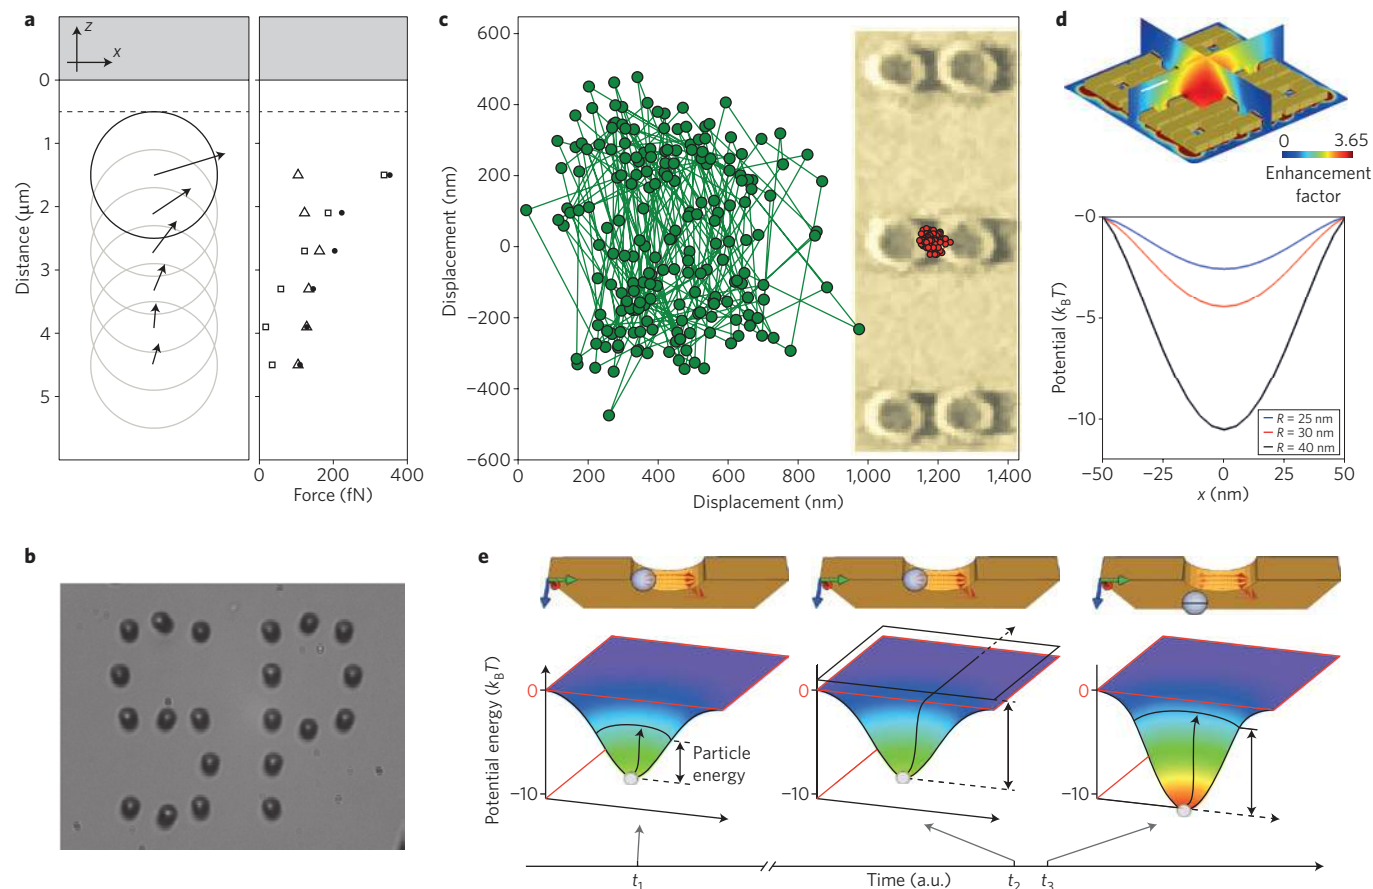 a
z
x
0
1
2
3
4
5
Distance (μm)
0 200 400
Force (fN)
b
c
600
400
200
0
−200
−400
−600
Displacement (nm)
0 200 400 600 800 1,000 1,200 1,400
Displacement (nm)
d
0 3.65
Enhancement
factor
−0
−5
−10
Potential (kBT)
R = 25 nm
R = 30 nm
R = 40 nm
−50 −25 0 25 50
x (nm)
e
Potential energy (kBT)
0
−10
Particle
energy
0
−10
0
−10
t1 Time (a.u.) t2 t3